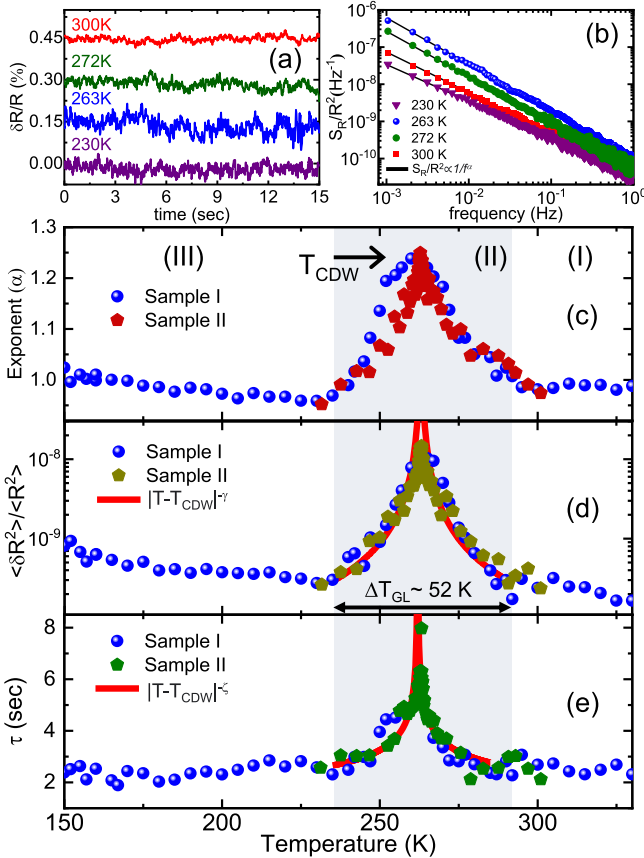 300K
(a)
272K
263K
230K
δR/R (%)
0.45
0.30
0.15
0.00
0 3 6 9 12 15
time (sec)
(b)
S_R/R²(Hz⁻¹)
10⁻⁶
10⁻⁷
10⁻⁸
10⁻⁹
10⁻¹⁰
230 K
263 K
272 K
300 K
S_R/R²∝1/f^α
10⁻³ 10⁻² 10⁻¹ 10⁰
frequency (Hz)
(III) (II) (I)
T_CDW
Sample I
Sample II
(c)
Exponent (α)
1.3
1.2
1.1
1.0
Sample I
Sample II
|T-T_CDW|^-γ
(d)
<δR²>/<R²>
10⁻⁸
10⁻⁹
ΔT_GL~ 52 K
Sample I
Sample II
|T-T_CDW|^-ζ
(e)
τ (sec)
8
6
4
2
150 200 250 300
Temperature (K)